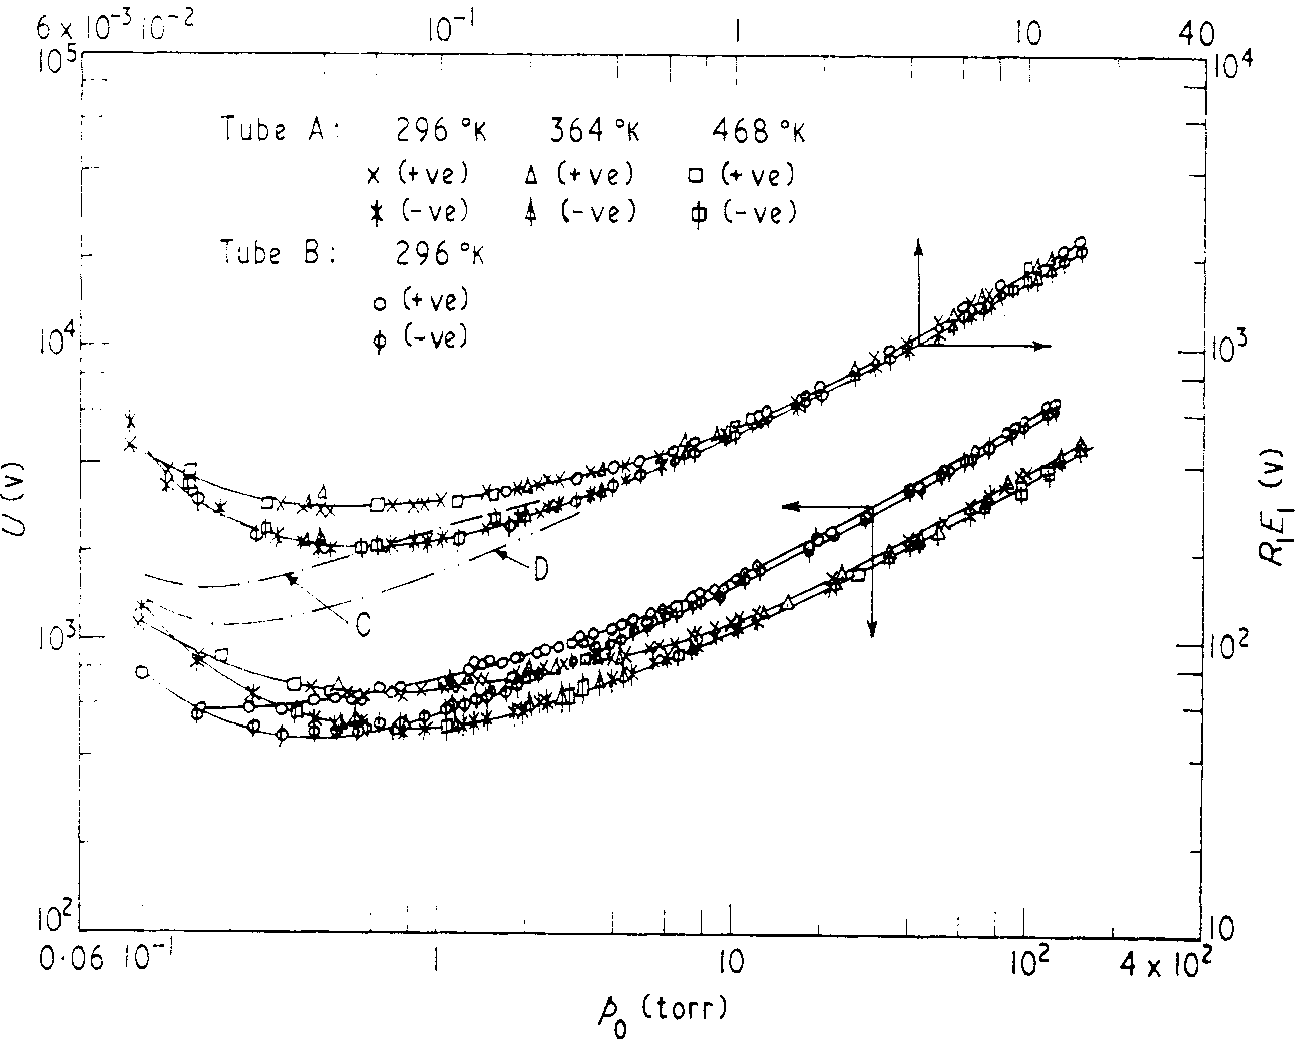 6 × 10⁻³ 10⁻² 10⁻¹ 1 10 40
10⁵ 10⁴
Tube A: 296 °K 364 °K 468 °K
× (+ve) △ (+ve) □ (+ve)
(-ve) (-ve) (-ve)
Tube B: 296 °K
○ (+ve)
ϕ (-ve)
10⁴ 10³
U (v) R₁E₁ (v)
D
C
10³ 10²
10² 10
0·06 10⁻¹ 1 10 10² 4 × 10²
p₀ (torr)